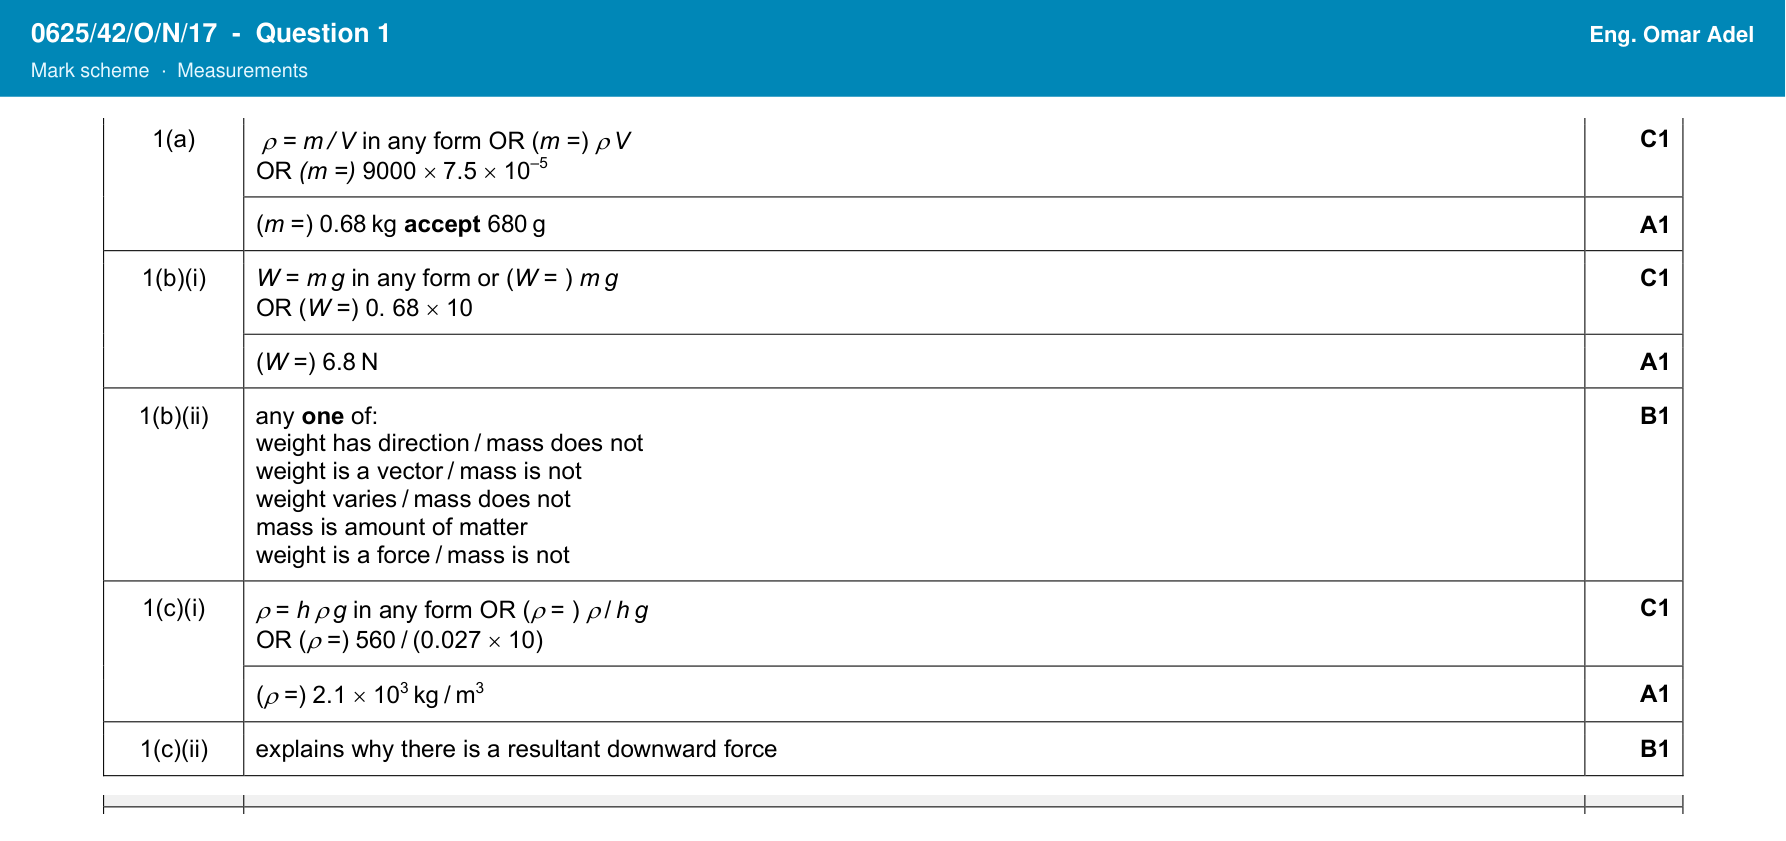 0625/42/O/N/17 - Question 1
Eng. Omar Adel
Mark scheme · Measurements
1(a)
ρ = m / V in any form OR (m =) ρ V
C1
OR (m =) 9000 × 7.5 × 10⁻⁵
(m =) 0.68 kg accept 680 g
A1
1(b)(i)
W = m g in any form or (W = ) m g
C1
OR (W =) 0. 68 × 10
(W =) 6.8 N
A1
1(b)(ii)
any one of:
B1
weight has direction / mass does not
weight is a vector / mass is not
weight varies / mass does not
mass is amount of matter
weight is a force / mass is not
1(c)(i)
ρ = h ρ g in any form OR (ρ = ) ρ / h g
C1
OR (ρ =) 560 / (0.027 × 10)
(ρ =) 2.1 × 10³ kg / m³
A1
1(c)(ii)
explains why there is a resultant downward force
B1